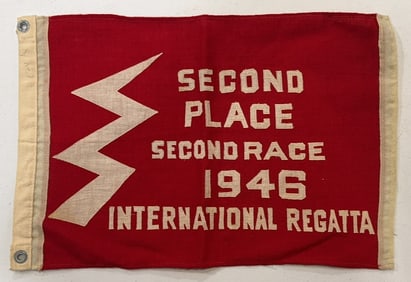 SECOND
PLACE
SECOND RACE
1946
INTERNATIONAL REGATTA